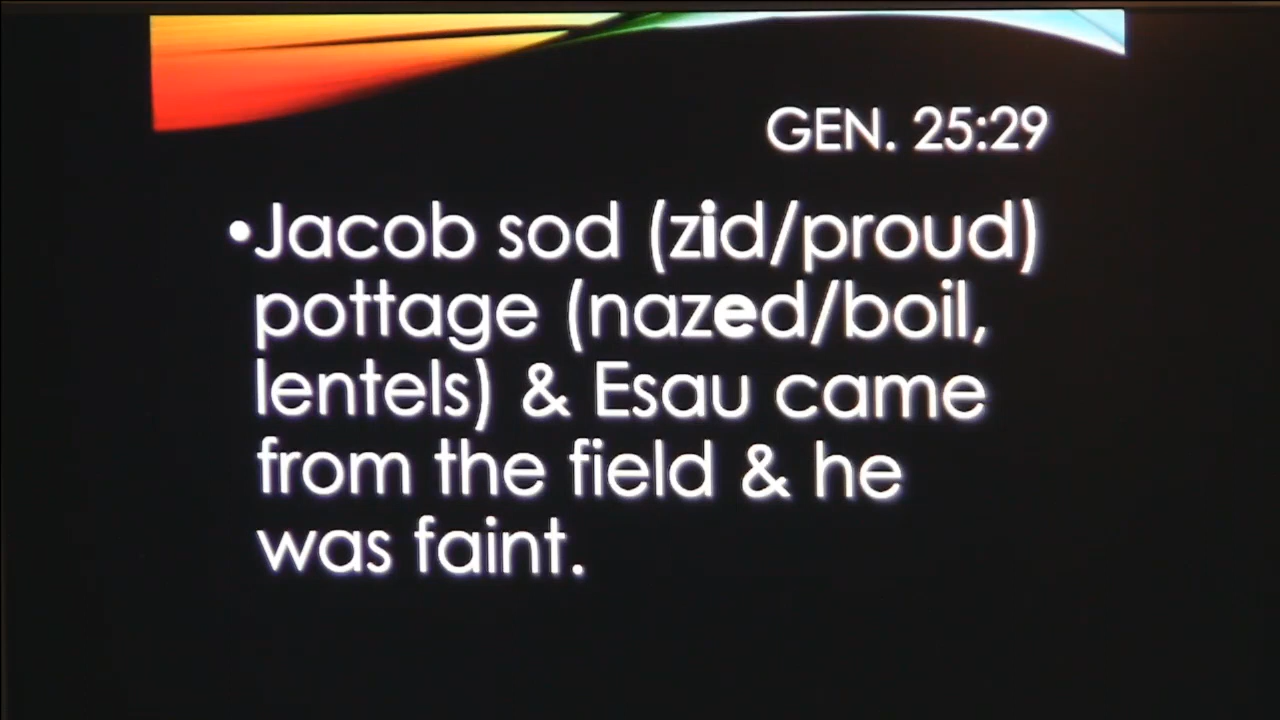 GEN. 25:29
•Jacob sod (zid/proud)
pottage (nazed/boil,
lentels) & Esau came
from the field & he
was faint.